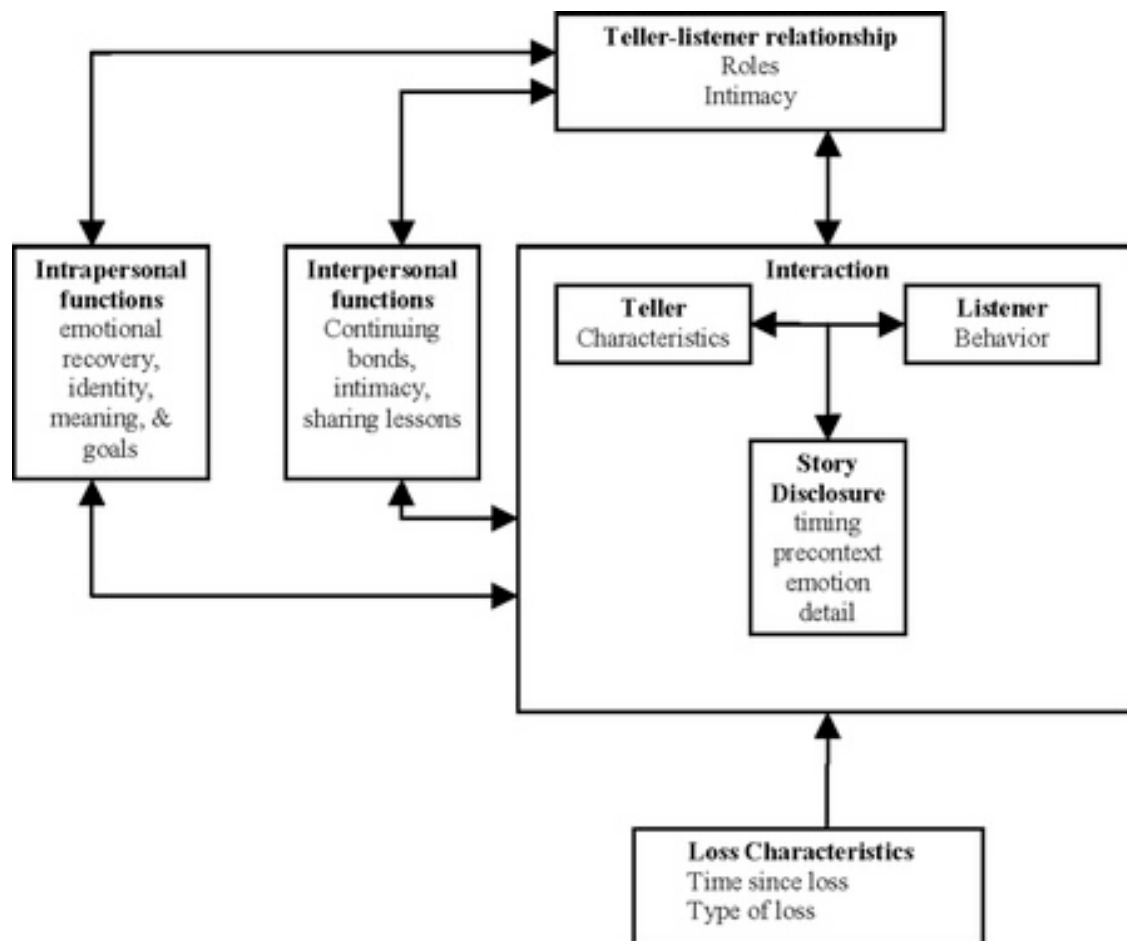 Teller-listener relationship
Roles
Intimacy
Intrapersonal
functions
emotional
recovery,
identity,
meaning, &
goals
Interpersonal
functions
Continuing
bonds,
intimacy,
sharing lessons
Interaction
Teller
Characteristics
Listener
Behavior
Story
Disclosure
timing
precontext
emotion
detail
Loss Characteristics
Time since loss
Type of loss